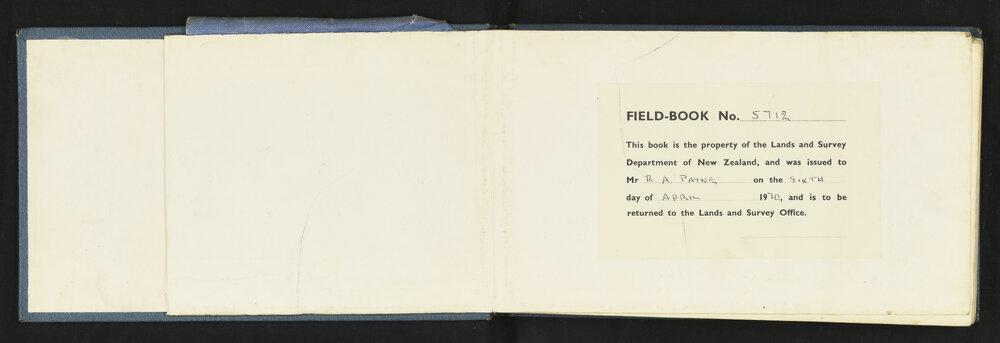 FIELD-BOOK No. 5712
This book is the property of the Lands and Survey
Department of New Zealand, and was issued to
Mr R A. PAYNE on the SIXTH
day of APRIL 1970, and is to be
returned to the Lands and Survey Office.